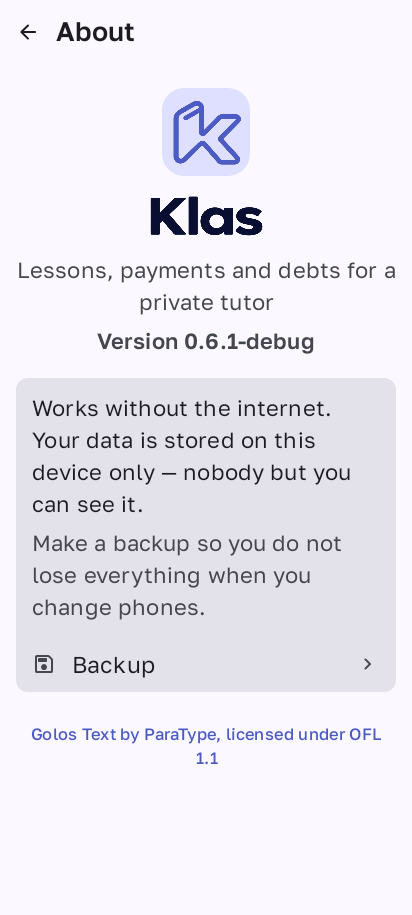 About
Klas
Lessons, payments and debts for a
private tutor
Version 0.6.1-debug
Works without the internet.
Your data is stored on this
device only — nobody but you
can see it.
Make a backup so you do not
lose everything when you
change phones.
Backup
Golos Text by ParaType, licensed under OFL
1.1